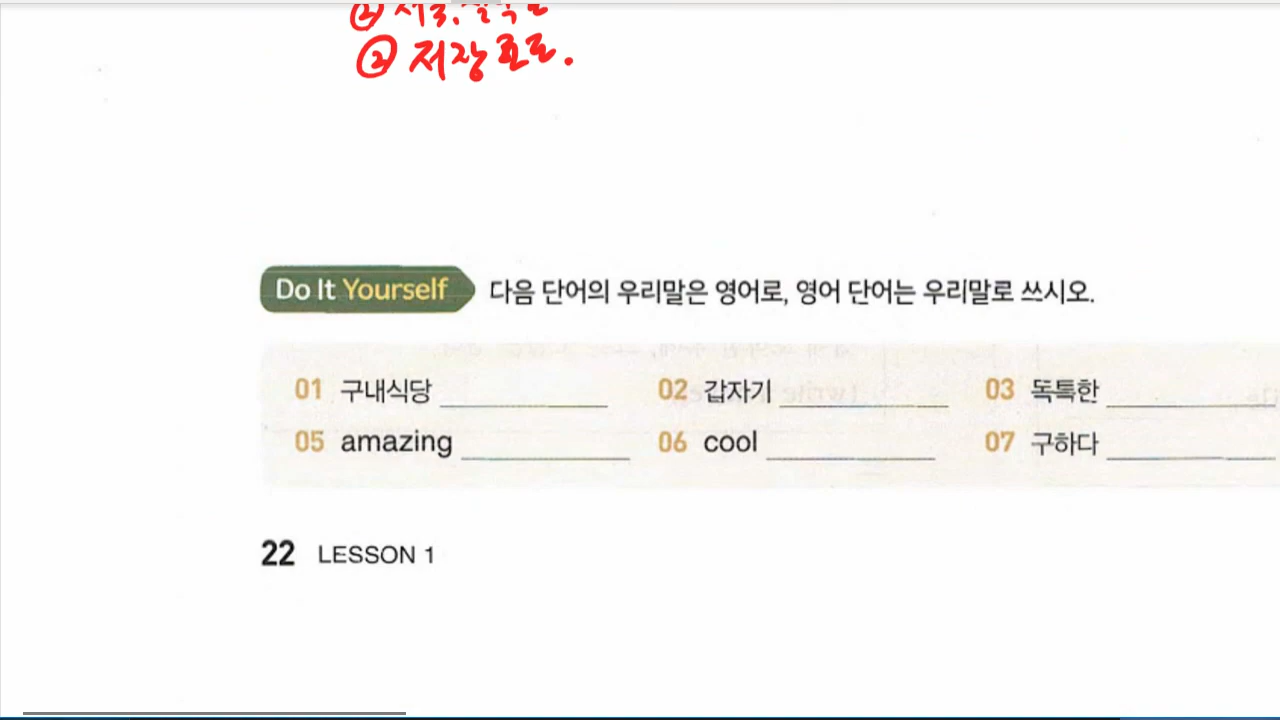 ② 저장 표로.
Do It Yourself 다음 단어의 우리말은 영어로, 영어 단어는 우리말로 쓰시오.
01 구내식당 02 갑자기 03 독특한
05 amazing 06 cool 07 구하다
22 LESSON 1